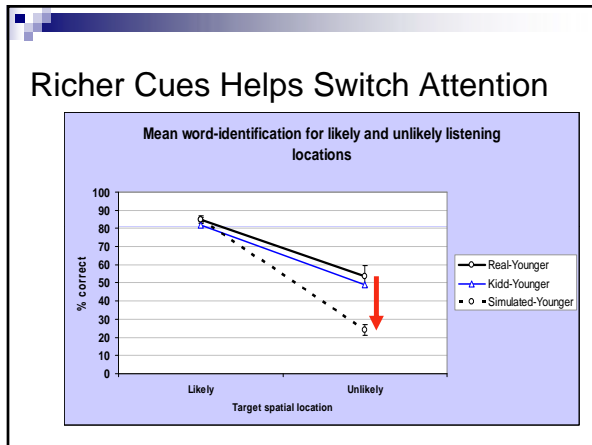 Richer Cues Helps Switch Attention
Mean word-identification for likely and unlikely listening
locations
100
90
80
70
60
50
40
30
20
10
0
% correct
Likely
Unlikely
Target spatial location
Real-Younger
Kidd-Younger
Simulated-Younger